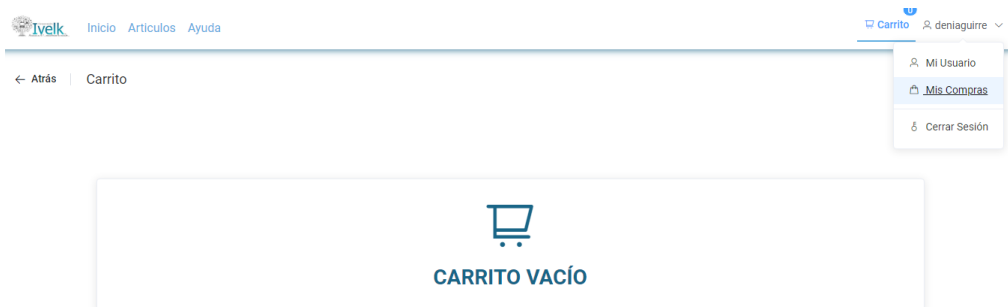 Ivelk Inicio Articulos Ayuda 0 Carrito deniaguirre
Mi Usuario
Mis Compras
Cerrar Sesión
Atrás Carrito
CARRITO VACÍO